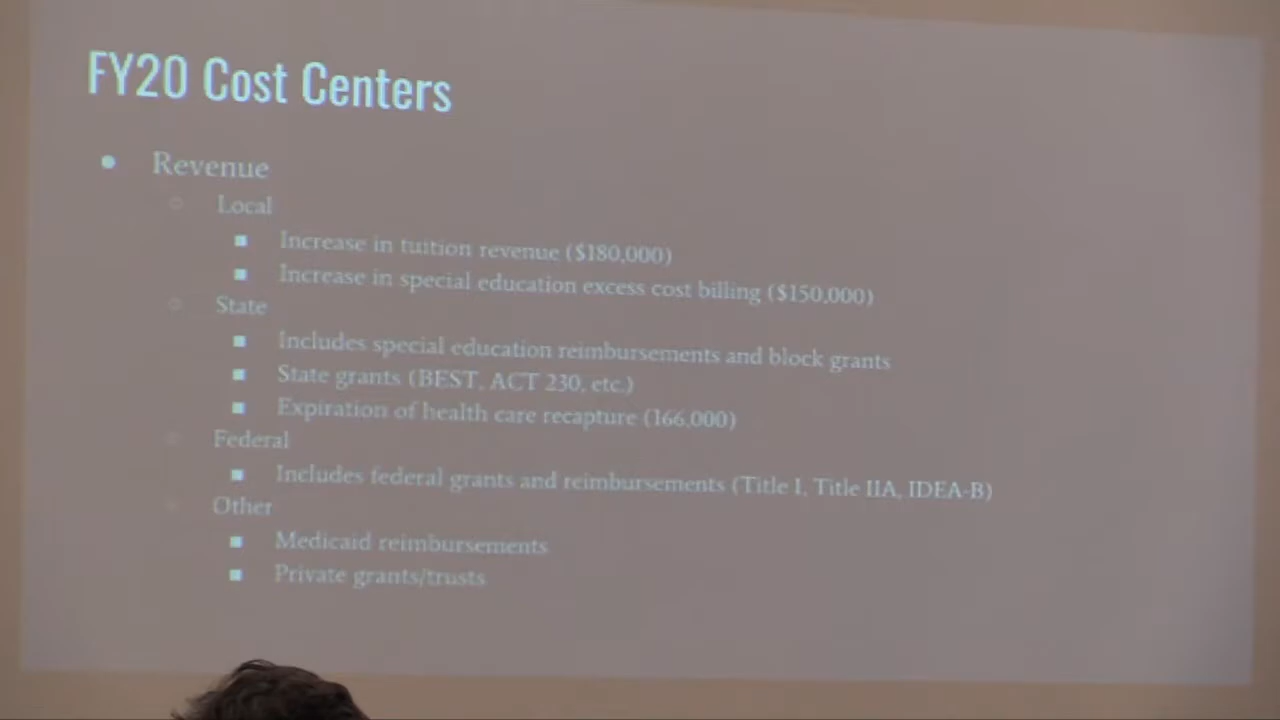 FY20 Cost Centers
Revenue
Local
Increase in tuition revenue ($180,000)
Increase in special education excess cost billing ($150,000)
State
Includes special education reimbursements and block grants
State grants (BEST, ACT 230, etc.)
Expiration of health care recapture (166,000)
Federal
Includes federal grants and reimbursements (Title I, Title IIA, IDEA-B)
Other
Medicaid reimbursements
Private grants/trusts